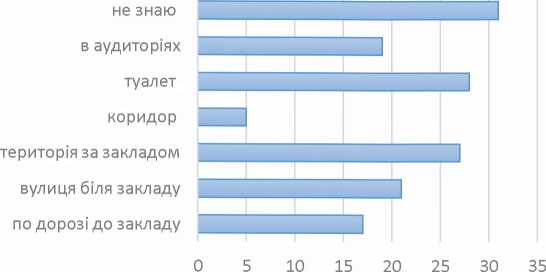 не знаю
в аудиторіях
туалет
коридор
територія за закладом
вулиця біля закладу
по дорозі до закладу
0 5 10 15 20 25 30 35